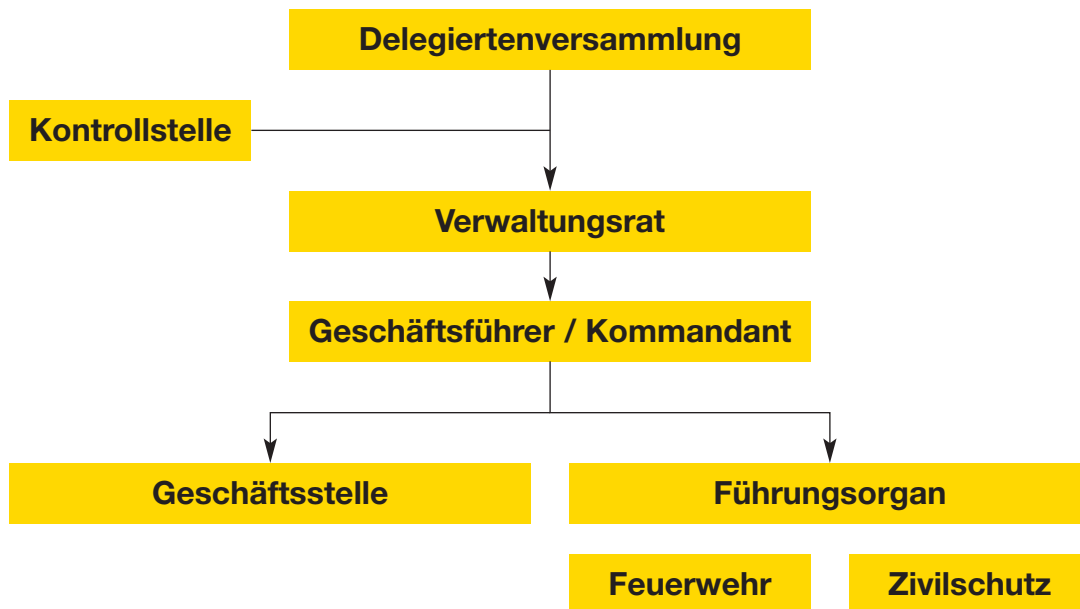 Delegiertenversammlung
Kontrollstelle
Verwaltungsrat
Geschäftsführer / Kommandant
Geschäftsstelle
Führungsorgan
Feuerwehr
Zivilschutz